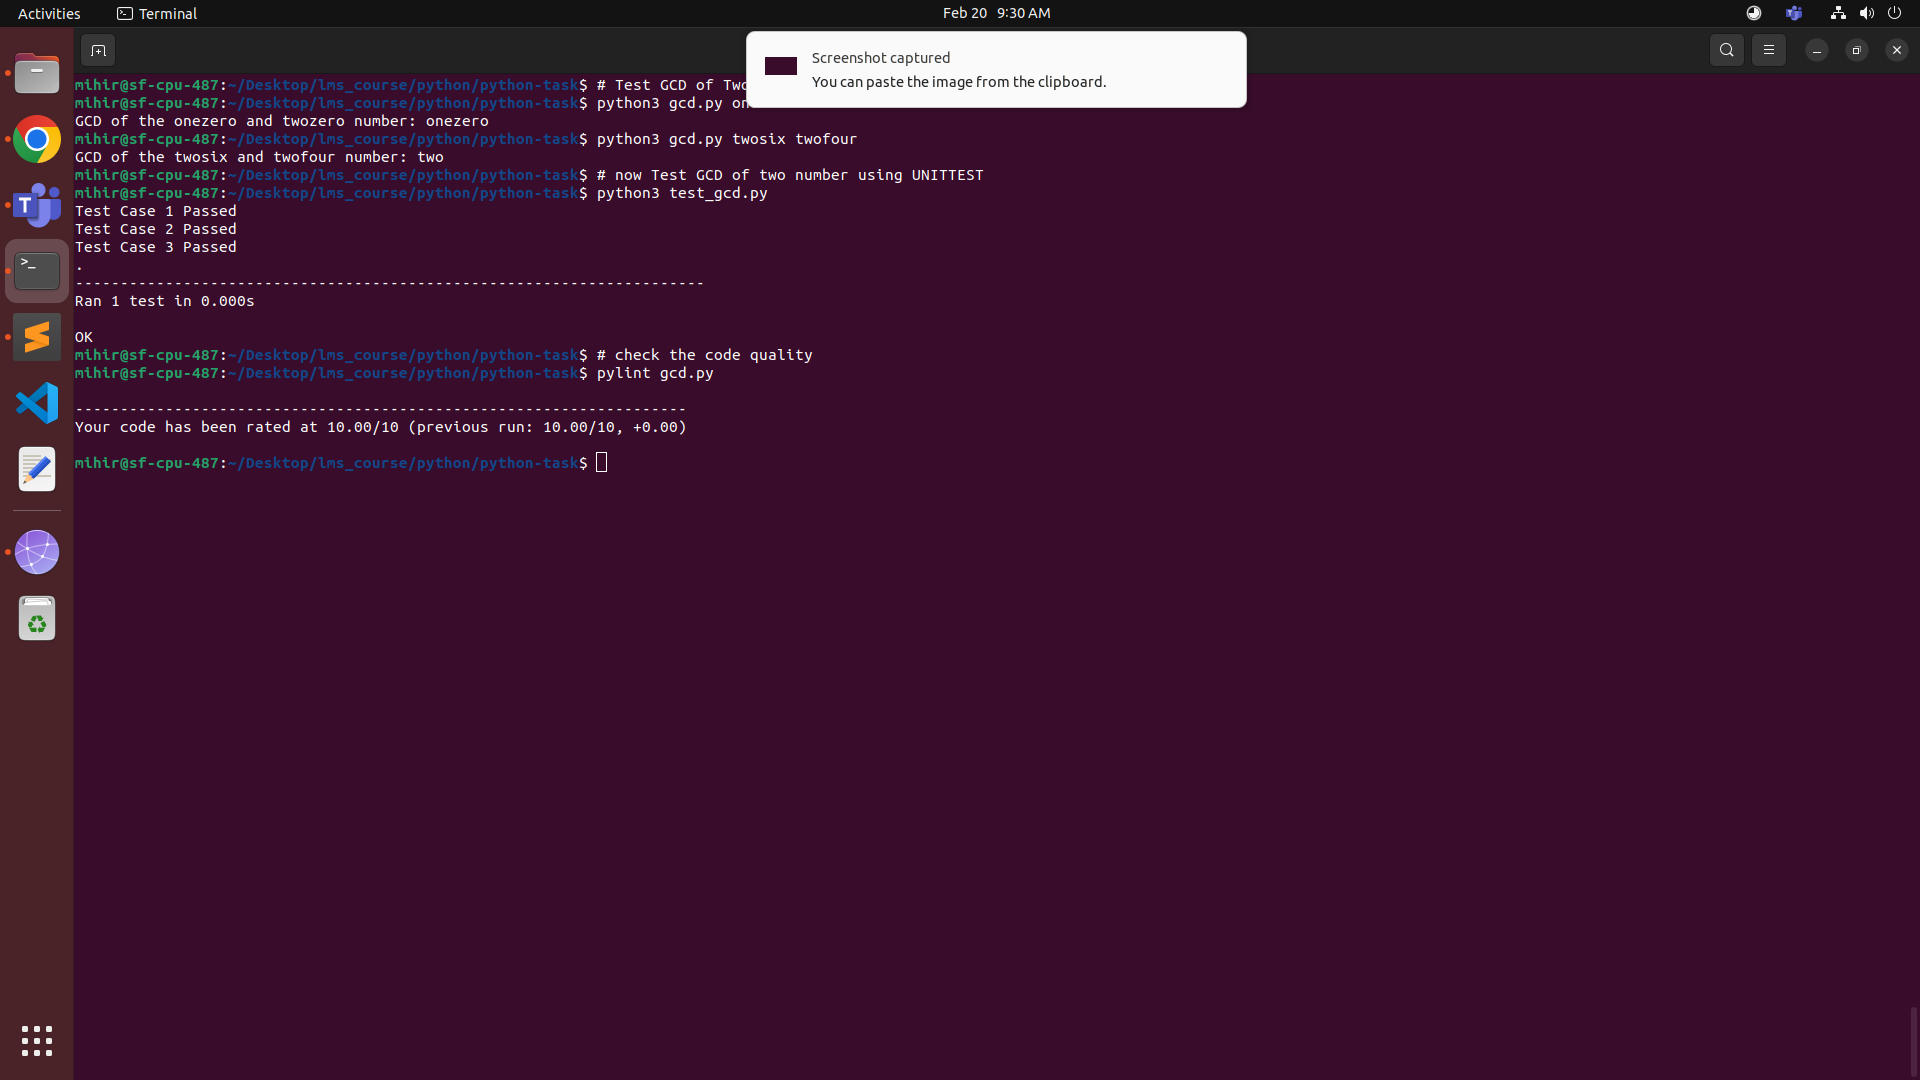 Activities
Terminal
Feb 20 9:30 AM
Screenshot captured
You can paste the image from the clipboard.
mihir@sf-cpu-487:~/Desktop/lms_course/python/python-task$ # Test GCD of
mihir@sf-cpu-487:~/Desktop/lms_course/python/python-task$ python3 gcd.py
GCD of the onezero and twozero number: onezero
mihir@sf-cpu-487:~/Desktop/lms_course/python/python-task$ python3 gcd.py twosix twofour
GCD of the twosix and twofour number: two
mihir@sf-cpu-487:~/Desktop/lms_course/python/python-task$ # now Test GCD of two number using UNITTEST
mihir@sf-cpu-487:~/Desktop/lms_course/python/python-task$ python3 test_gcd.py
Test Case 1 Passed
Test Case 2 Passed
Test Case 3 Passed
.
----------------------------------------------------------------------
Ran 1 test in 0.000s
OK
mihir@sf-cpu-487:~/Desktop/lms_course/python/python-task$ # check the code quality
mihir@sf-cpu-487:~/Desktop/lms_course/python/python-task$ pylint gcd.py
--------------------------------------------------------------------
Your code has been rated at 10.00/10 (previous run: 10.00/10, +0.00)
mihir@sf-cpu-487:~/Desktop/lms_course/python/python-task$